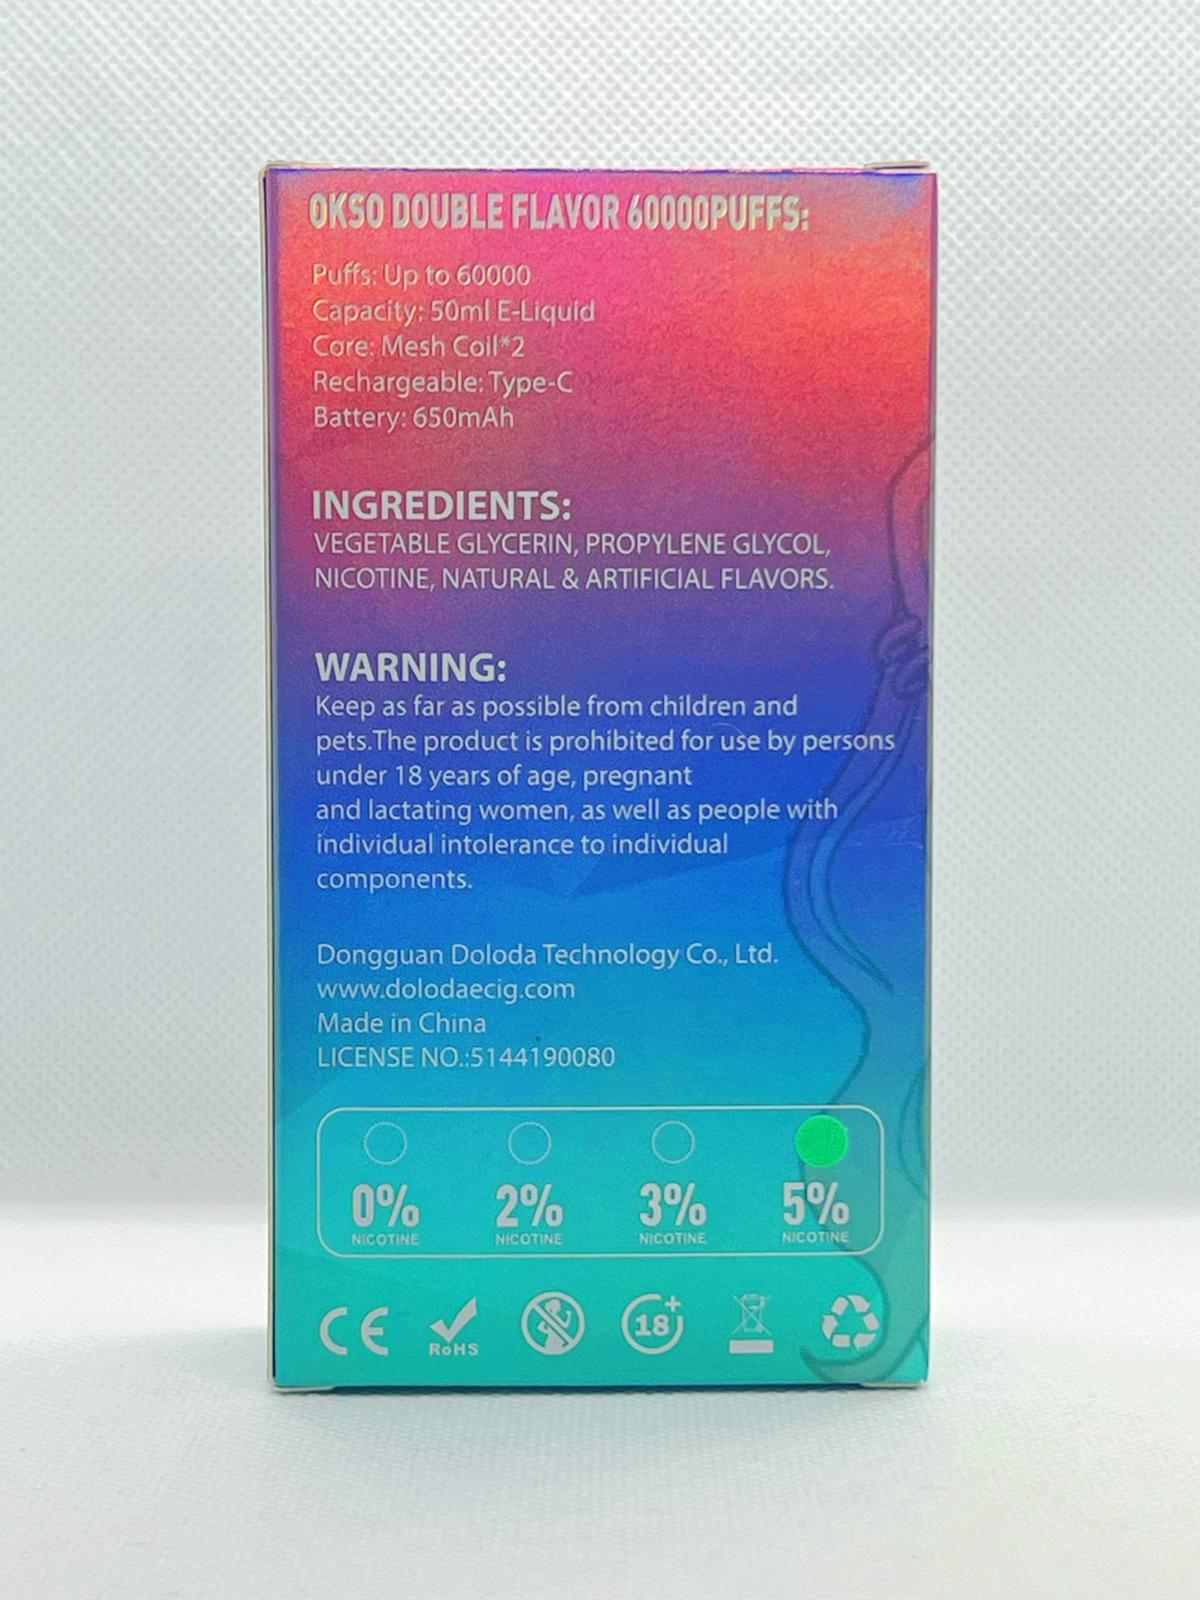 OKSO DOUBLE FLAVOR 60000PUFFS:
Puffs: Up to 60000
Capacity: 50ml E-Liquid
Core: Mesh Coil*2
Rechargeable: Type-C
Battery: 650mAh
INGREDIENTS:
VEGETABLE GLYCERIN, PROPYLENE GLYCOL,
NICOTINE, NATURAL & ARTIFICIAL FLAVORS.
WARNING:
Keep as far as possible from children and
pets.The product is prohibited for use by persons
under 18 years of age, pregnant
and lactating women, as well as people with
individual intolerance to individual
components.
Dongguan Doloda Technology Co., Ltd.
www.dolodaecig.com
Made in China
LICENSE NO.:5144190080
0% 2% 3% 5%
NICOTINE NICOTINE NICOTINE NICOTINE
CE RoHS 18+